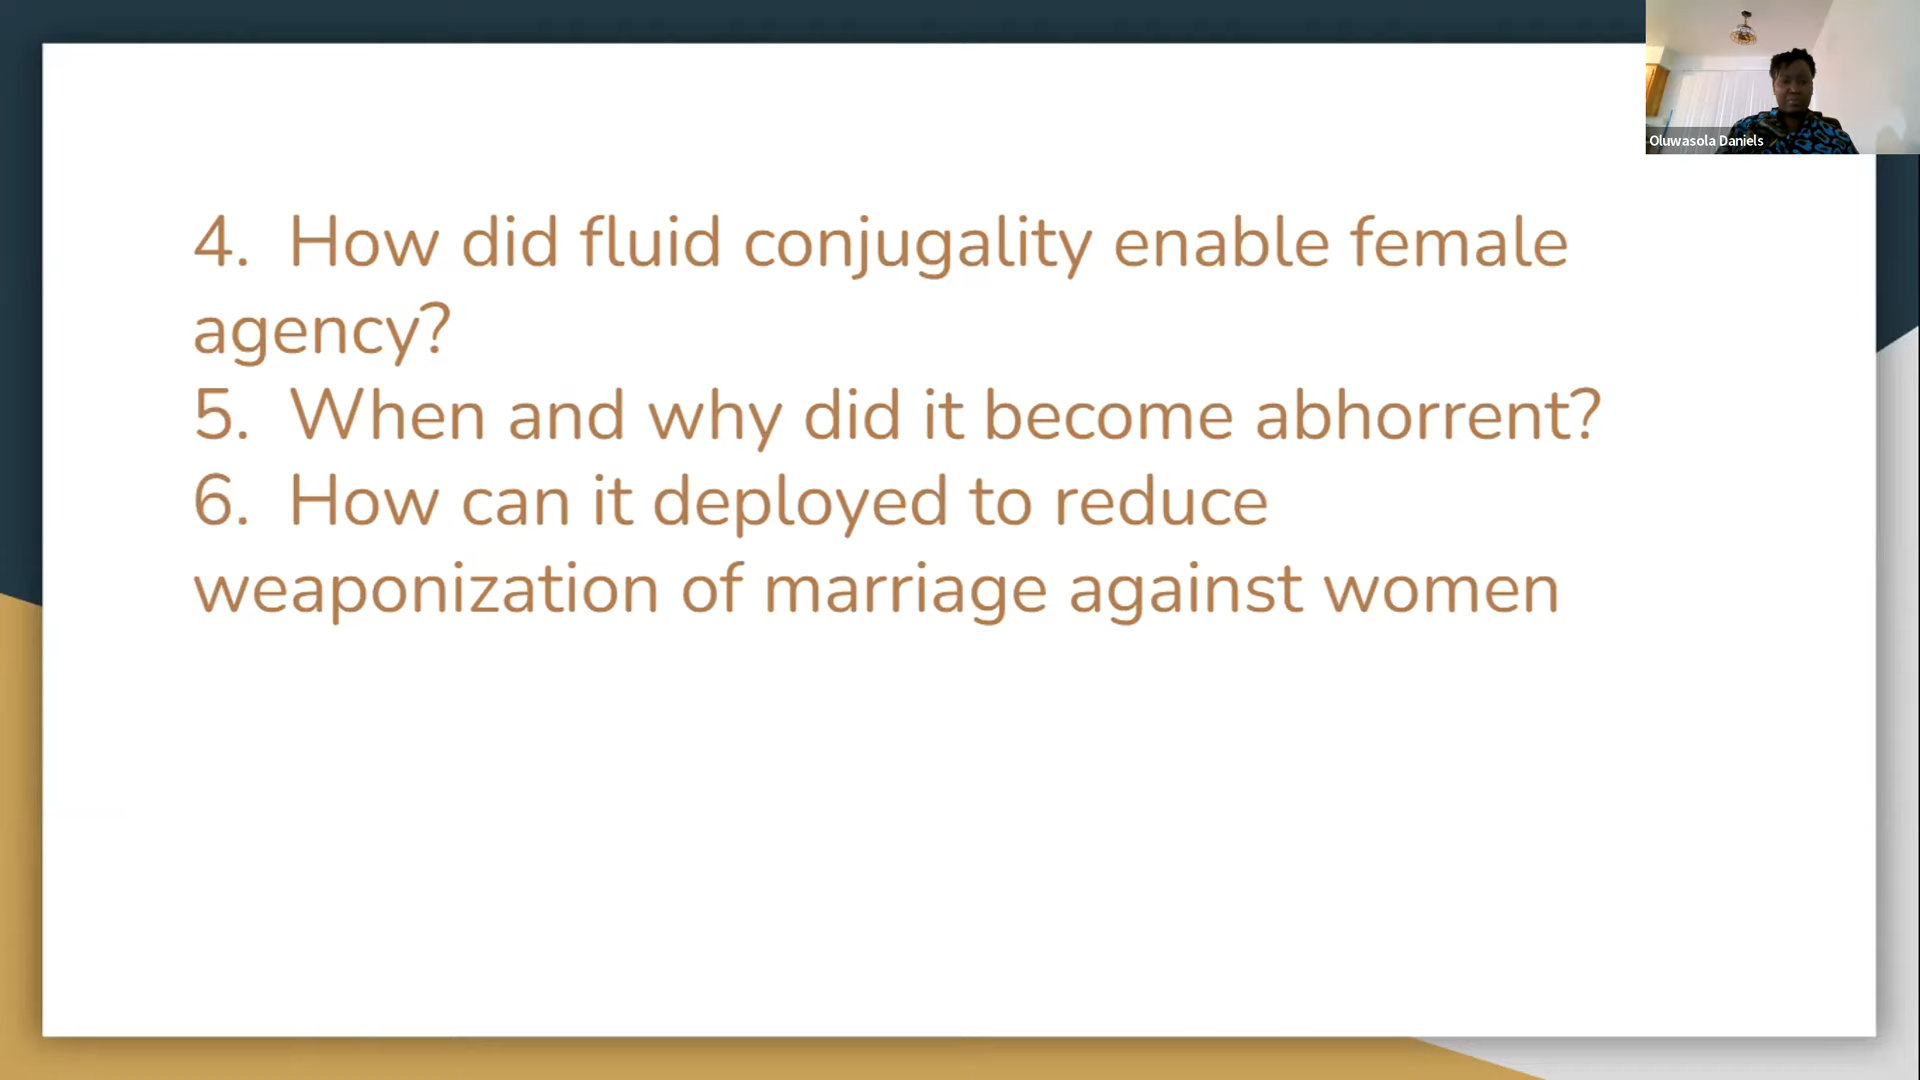 Oluwasola Daniels
4. How did fluid conjugality enable female
agency?
5. When and why did it become abhorrent?
6. How can it deployed to reduce
weaponization of marriage against women